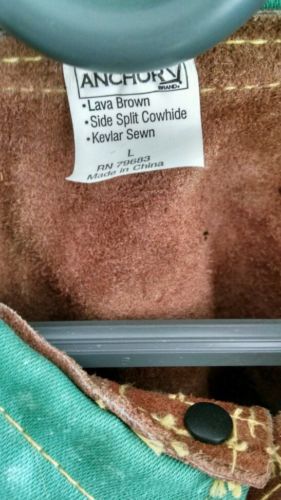 ANCHOR
BRAND
•Lava Brown
•Side Split Cowhide
•Kevlar Sewn
L
RN 79683
Made in China